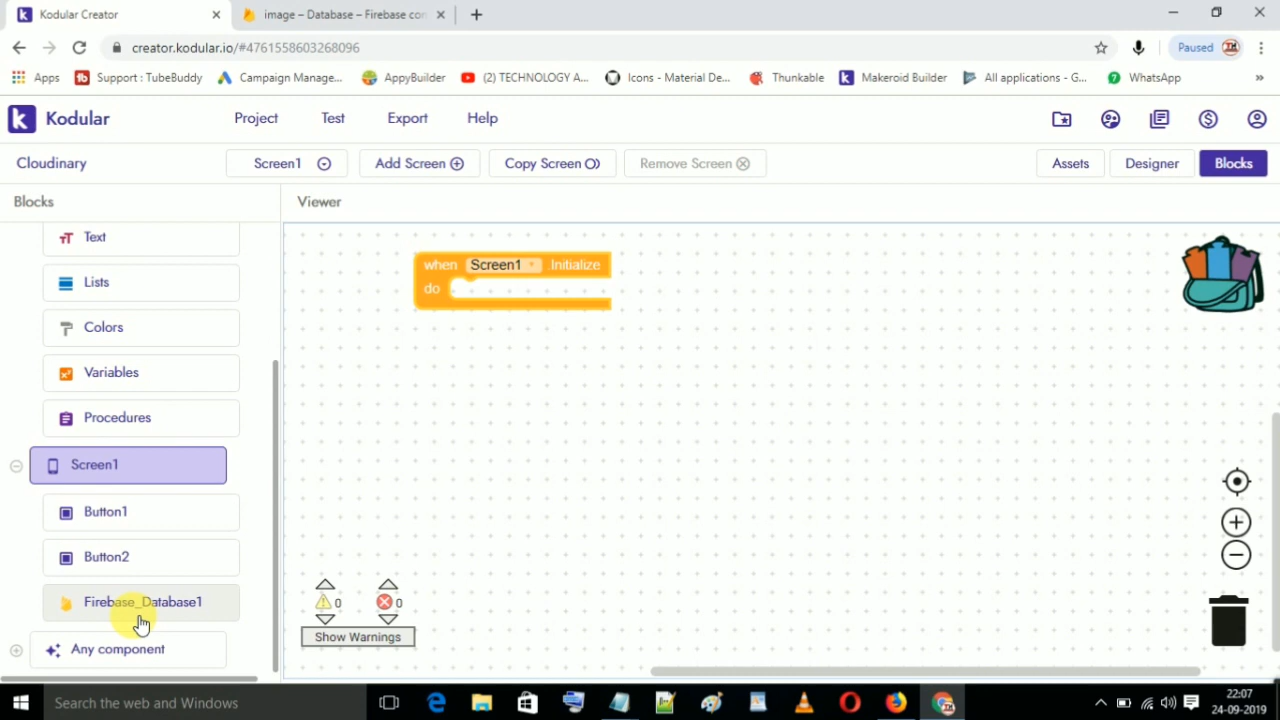 Kodular Creator
image – Database – Firebase con
creator.kodular.io/#4761558603268096
Paused
Apps
Support : TubeBuddy
Campaign Manage...
AppyBuilder
(2) TECHNOLOGY A...
Icons - Material De...
Thunkable
Makeroid Builder
All applications - G...
7 WhatsApp
»
Kodular
Project
Test
Export
Help
Cloudinary
Screen1
Add Screen
Copy Screen
Remove Screen
Assets
Designer
Blocks
Blocks
Viewer
Text
Lists
Colors
Variables
Procedures
Screen1
Button1
Button2
Firebase_Database1
Any component
when Screen1 .Initialize
do
0
0
Show Warnings
Search the web and Windows
22:07
24-09-2019